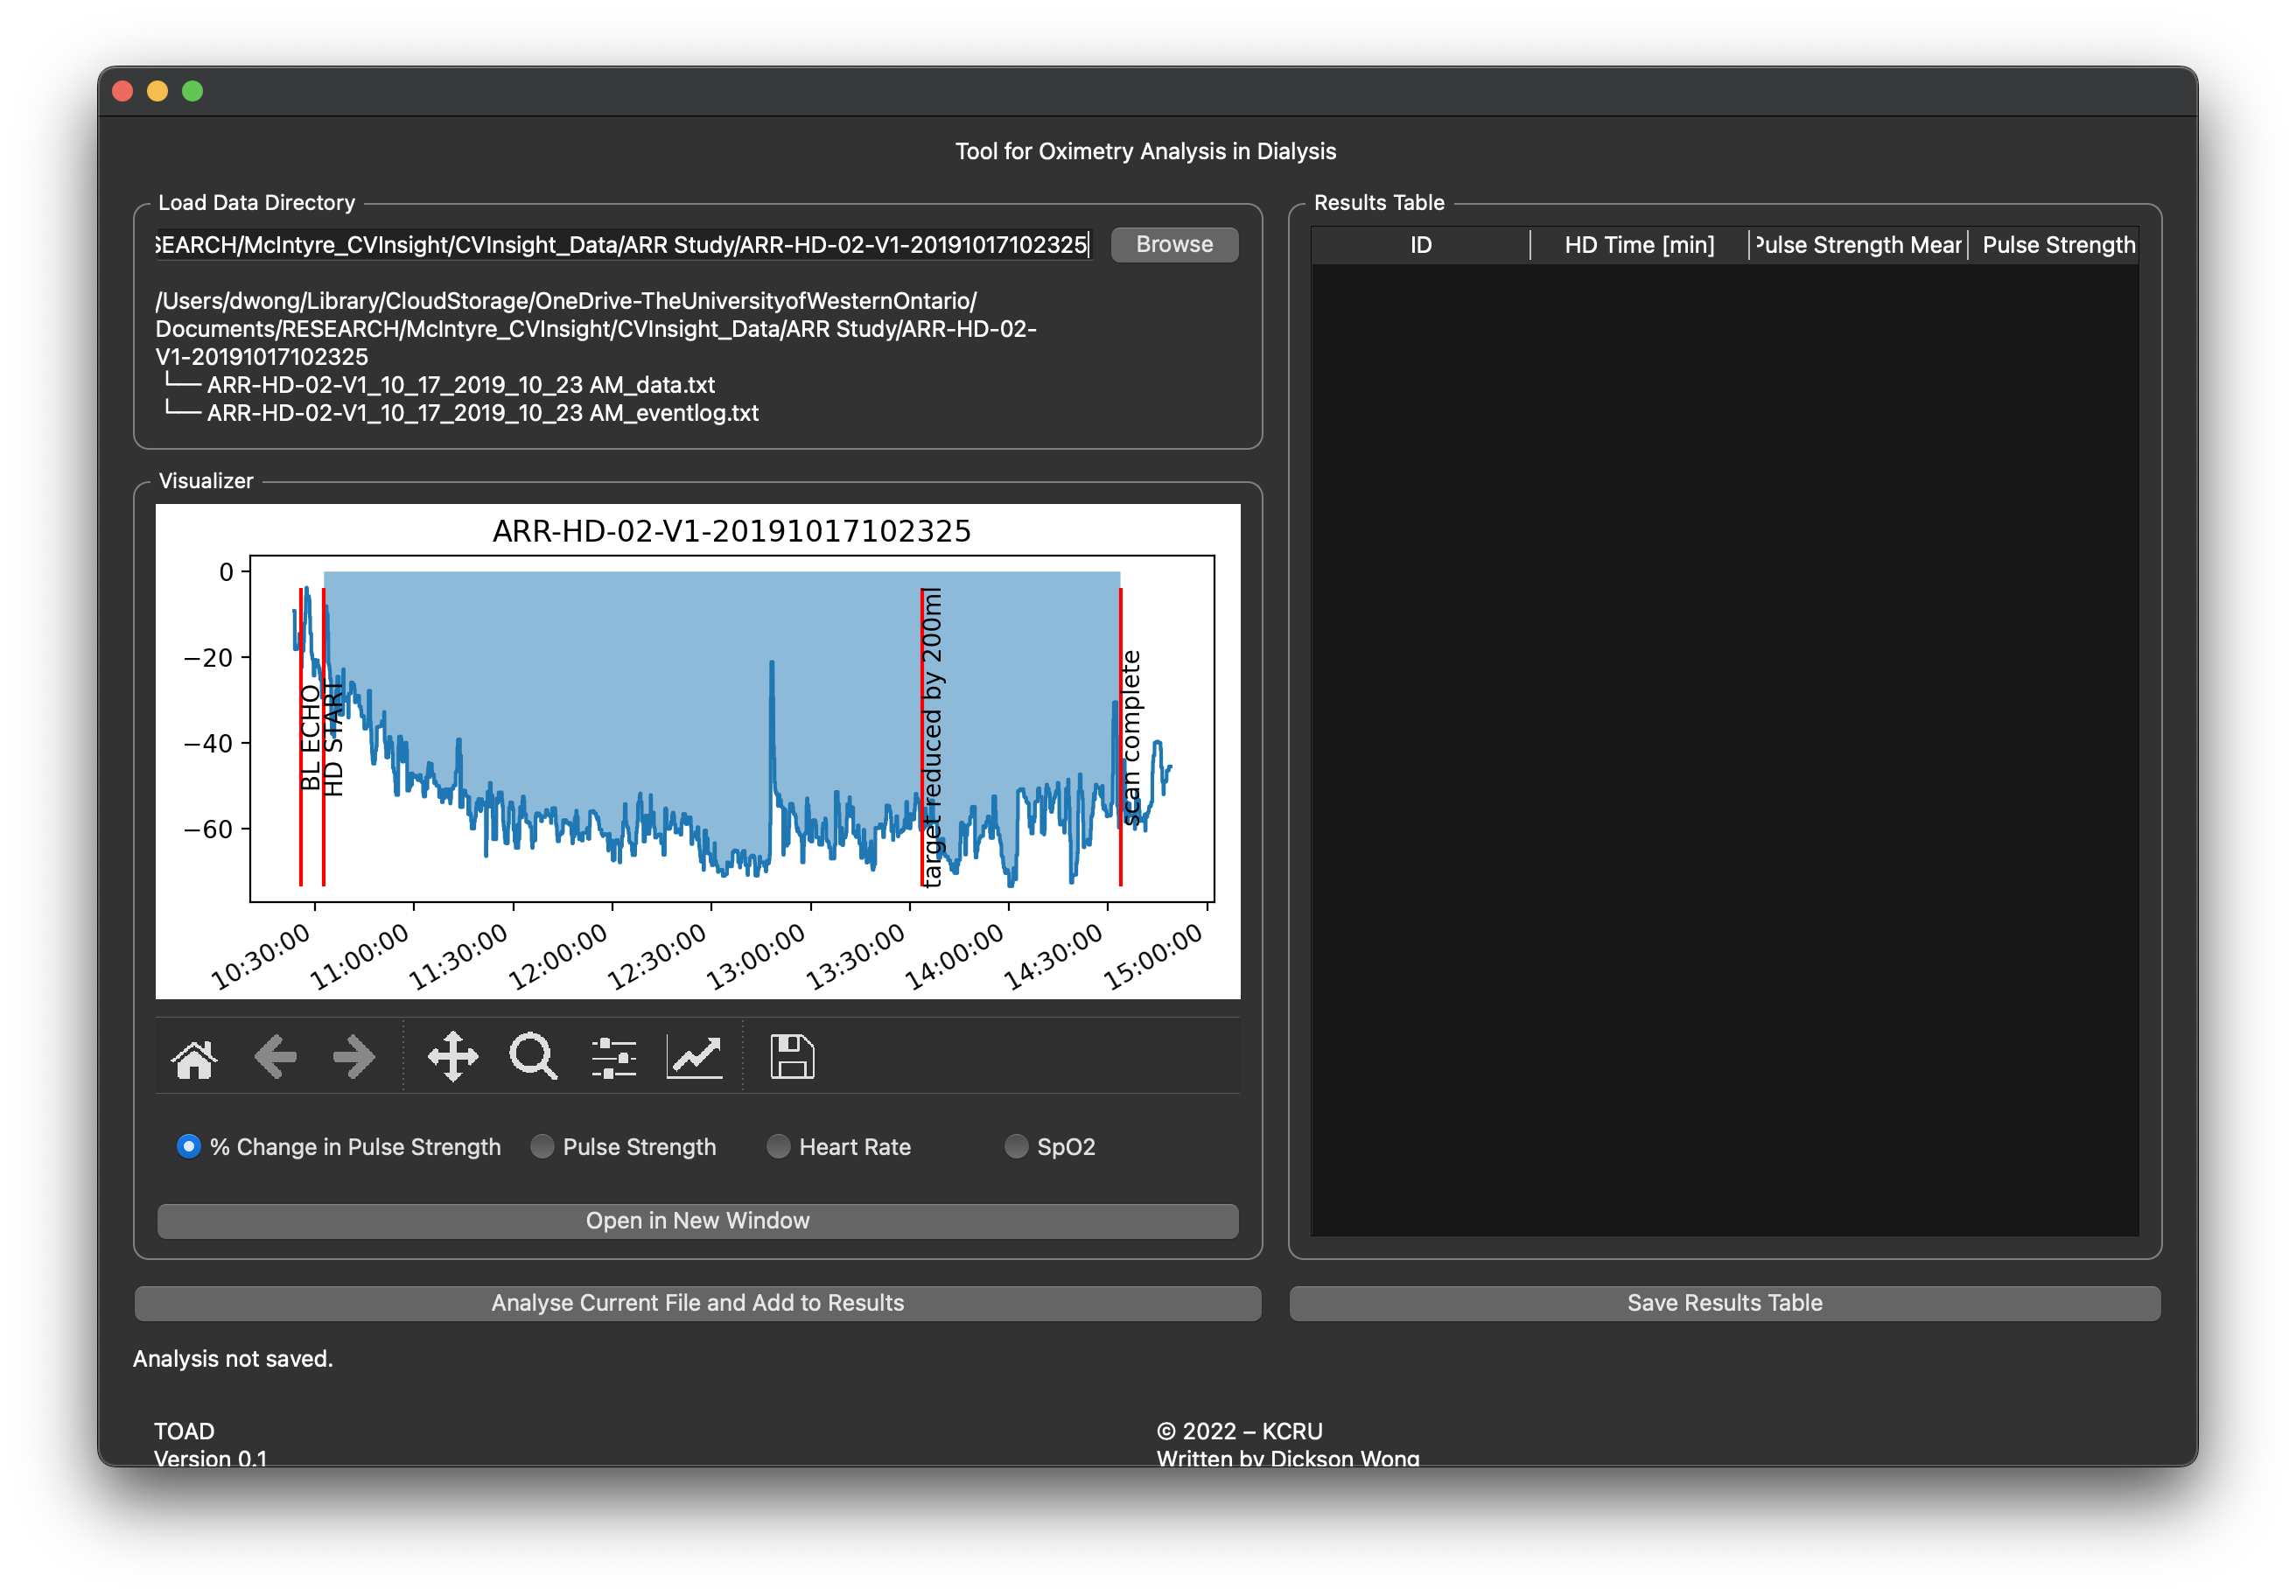 Tool for Oximetry Analysis in Dialysis
Load Data Directory
SEARCH/McIntyre_CVInsight/CVInsight_Data/ARR Study/ARR-HD-02-V1-20191017102325
Browse
/Users/dwong/Library/CloudStorage/OneDrive-TheUniversityofWesternOntario/
Documents/RESEARCH/McIntyre_CVInsight/CVInsight_Data/ARR Study/ARR-HD-02-
V1-20191017102325
└── ARR-HD-02-V1_10_17_2019_10_23 AM_data.txt
└── ARR-HD-02-V1_10_17_2019_10_23 AM_eventlog.txt
Visualizer
ARR-HD-02-V1-20191017102325
0
−20
−40
−60
BL ECHO
HD START
target reduced by 200ml
scan complete
10:30:00
11:00:00
11:30:00
12:00:00
12:30:00
13:00:00
13:30:00
14:00:00
14:30:00
15:00:00
% Change in Pulse Strength
Pulse Strength
Heart Rate
SpO2
Open in New Window
Analyse Current File and Add to Results
Analysis not saved.
Results Table
ID
HD Time [min]
Pulse Strength Mean
Pulse Strength
Save Results Table
TOAD
Version 0.1
© 2022 – KCRU
Written by Dickson Wong